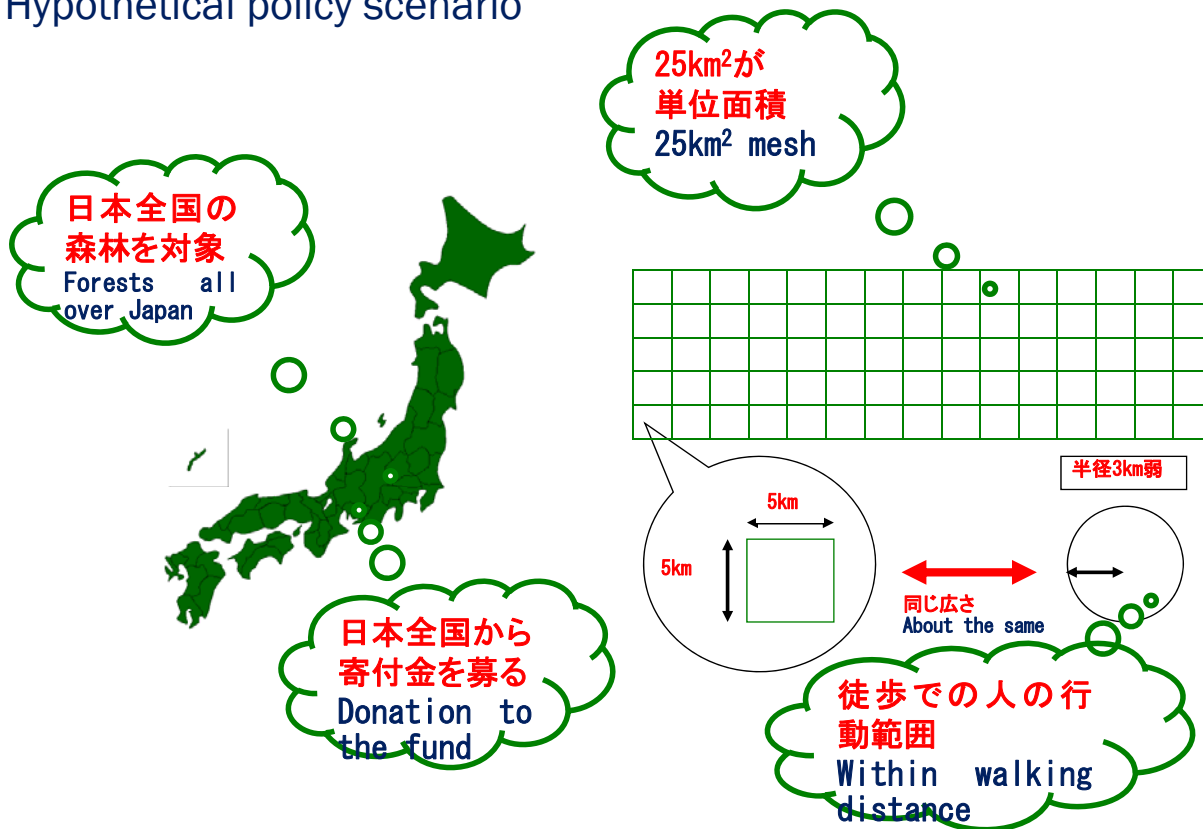 Hypothetical policy scenario
25km²が
単位面積
25km² mesh
日本全国の
森林を対象
Forests all
over Japan
半径3km弱
5km
5km
同じ広さ
About the same
日本全国から
寄付金を募る
Donation to
the fund
徒歩での人の行
動範囲
Within walking
distance